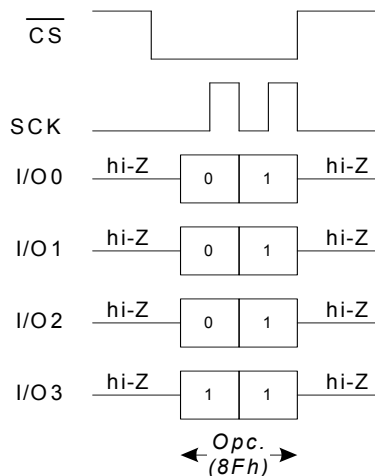 CS
SCK
I/O0 hi-Z 0 1 hi-Z
I/O1 hi-Z 0 1 hi-Z
I/O2 hi-Z 0 1 hi-Z
I/O3 hi-Z 1 1 hi-Z
Opc.
(8Fh)